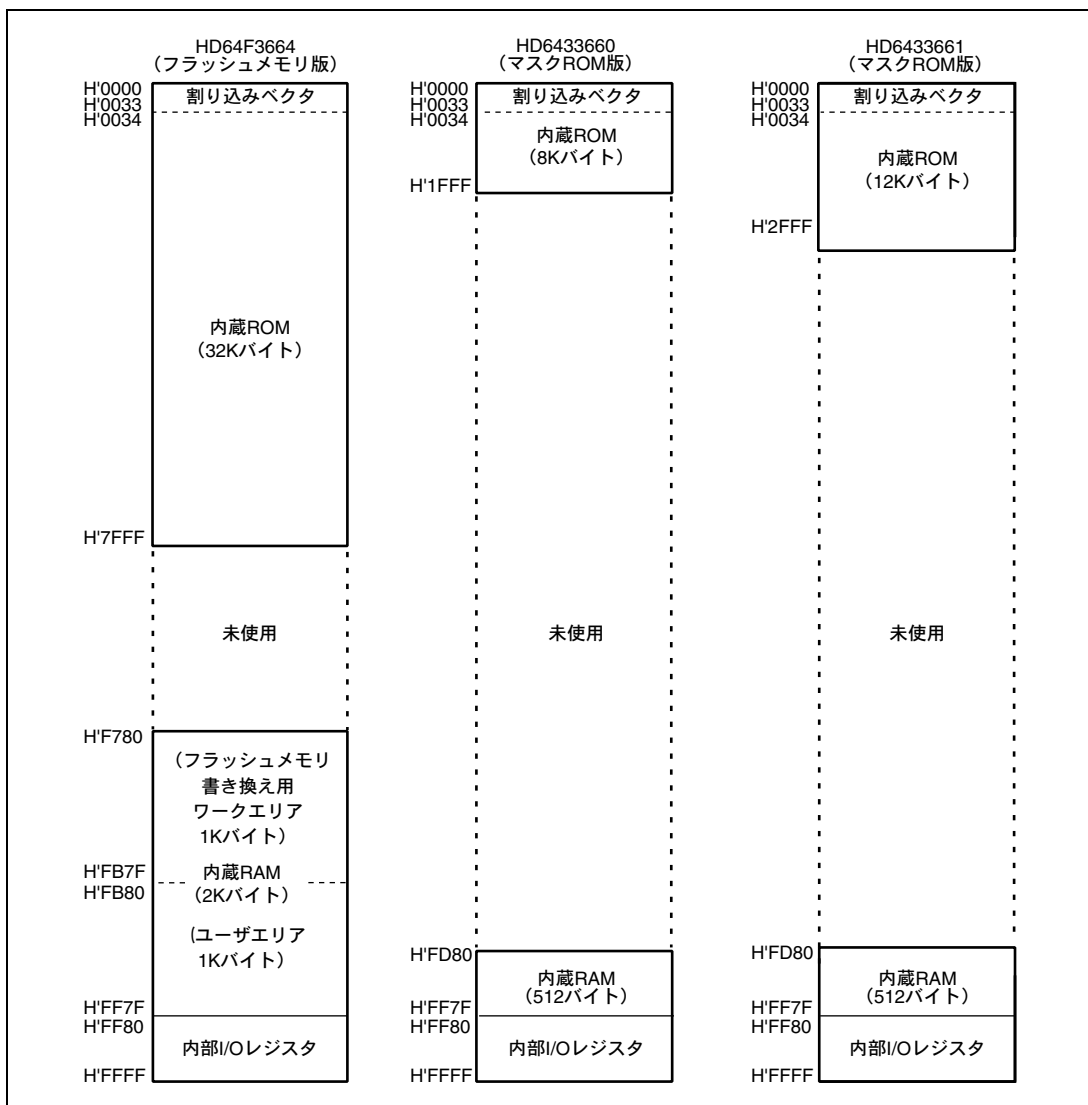 HD64F3664
（フラッシュメモリ版）
H'0000
H'0033
H'0034
割り込みベクタ
内蔵ROM
（32Kバイト）
H'7FFF
未使用
H'F780
（フラッシュメモリ
書き換え用
ワークエリア
1Kバイト）
H'FB7F
H'FB80
内蔵RAM
（2Kバイト）
（ユーザエリア
1Kバイト）
H'FF7F
H'FF80
内部I/Oレジスタ
H'FFFF
HD6433660
（マスクROM版）
H'0000
H'0033
H'0034
割り込みベクタ
内蔵ROM
（8Kバイト）
H'1FFF
未使用
H'FD80
内蔵RAM
（512バイト）
H'FF7F
H'FF80
内部I/Oレジスタ
H'FFFF
HD6433661
（マスクROM版）
H'0000
H'0033
H'0034
割り込みベクタ
内蔵ROM
（12Kバイト）
H'2FFF
未使用
H'FD80
内蔵RAM
（512バイト）
H'FF7F
H'FF80
内部I/Oレジスタ
H'FFFF